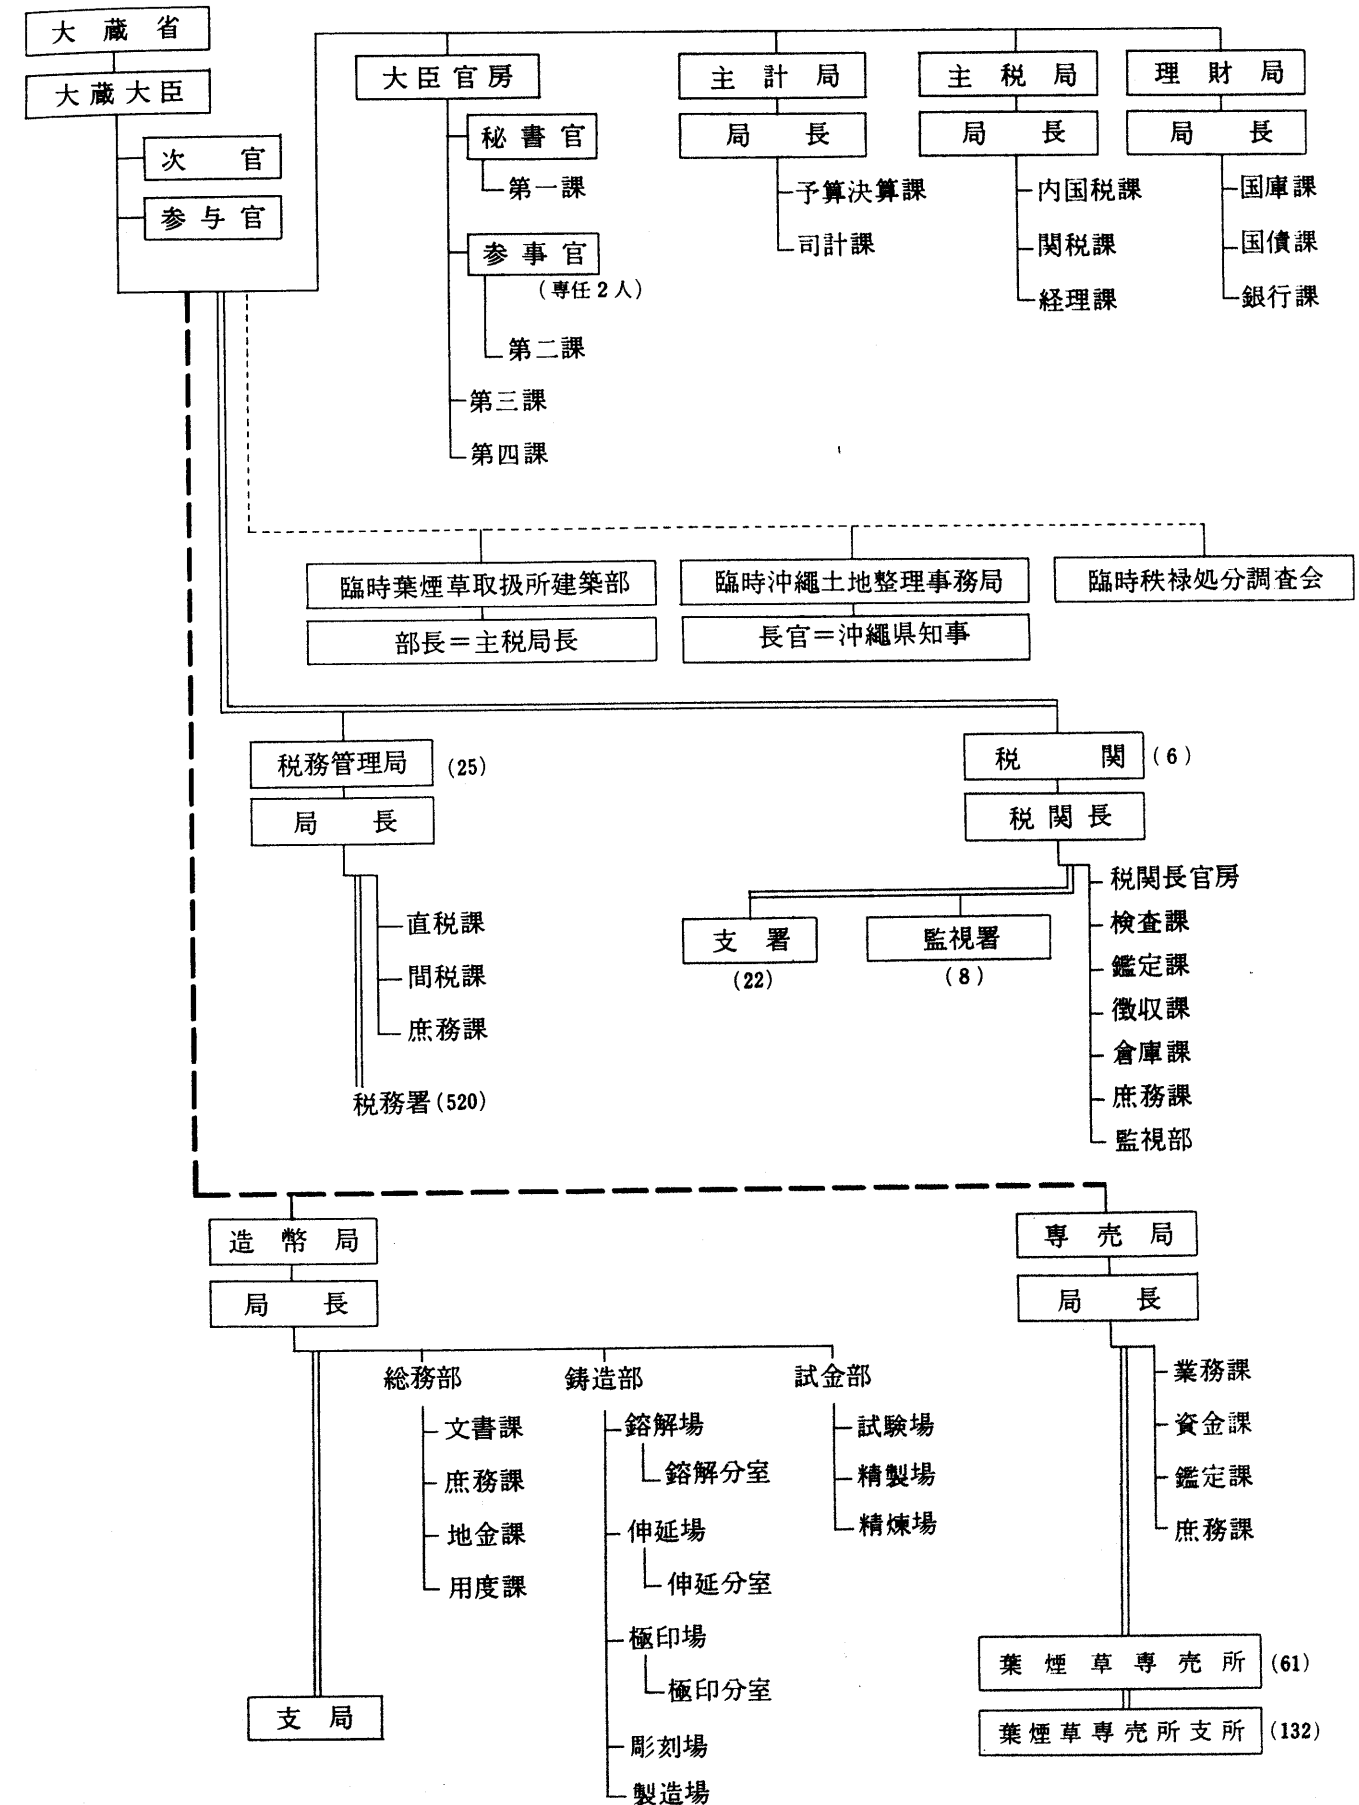 大蔵省
大蔵大臣
次官
参与官
大臣官房
秘書官
第一課
参事官
(専任2人)
第二課
第三課
第四課
主計局
局長
予算決算課
司計課
主税局
局長
内国税課
関税課
経理課
理財局
局長
国庫課
国債課
銀行課
臨時葉煙草取扱所建築部
部長=主税局長
臨時沖縄土地整理事務局
長官=沖縄県知事
臨時秩禄処分調査会
税務管理局 (25)
局長
直税課
間税課
庶務課
税務署(520)
税関 (6)
税関長
税関長官房
検査課
鑑定課
徴収課
倉庫課
庶務課
監視部
支署
(22)
監視署
(8)
造幣局
局長
総務部
文書課
庶務課
地金課
用度課
鋳造部
鎔解場
鎔解分室
伸延場
伸延分室
極印場
極印分室
彫刻場
製造場
試金部
試験場
精製場
精煉場
支局
専売局
局長
業務課
資金課
鑑定課
庶務課
葉煙草専売所 (61)
葉煙草専売所支所 (132)